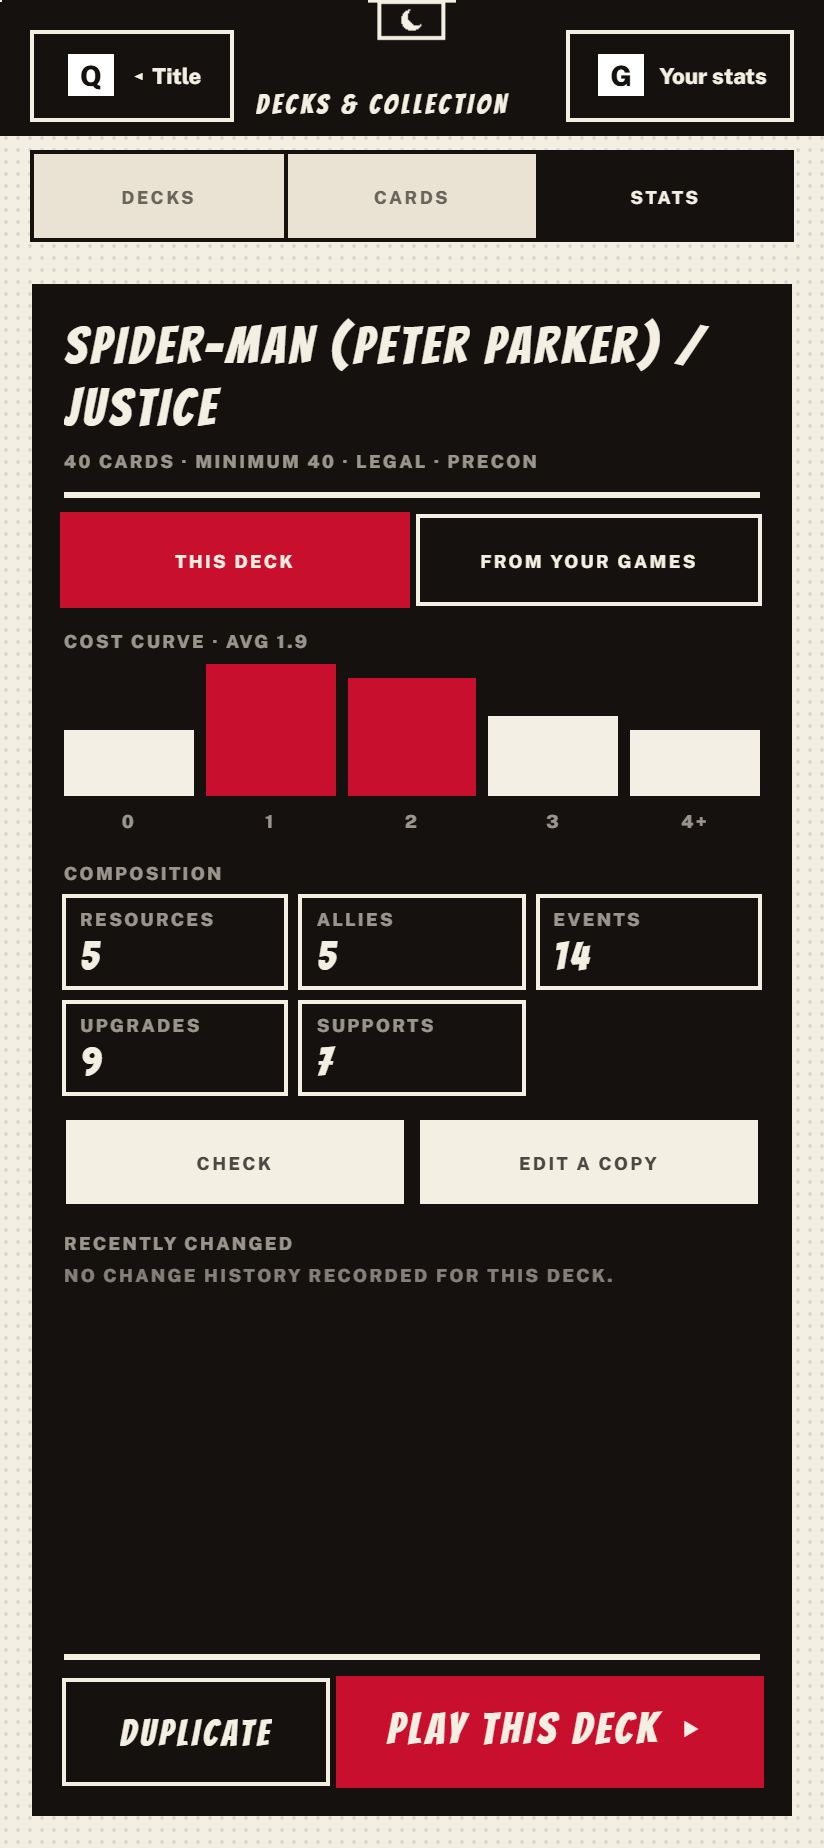 Q ◂ Title
DECKS & COLLECTION
G Your stats
DECKS CARDS STATS
SPIDER-MAN (PETER PARKER) /
JUSTICE
40 CARDS · MINIMUM 40 · LEGAL · PRECON
THIS DECK FROM YOUR GAMES
COST CURVE · AVG 1.9
0 1 2 3 4+
COMPOSITION
RESOURCES ALLIES EVENTS
5 5 14
UPGRADES SUPPORTS
9 7
CHECK EDIT A COPY
RECENTLY CHANGED
NO CHANGE HISTORY RECORDED FOR THIS DECK.
DUPLICATE PLAY THIS DECK ▸